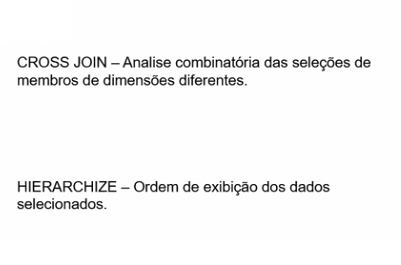 CROSS JOIN – Analise combinatória das seleções de
membros de dimensões diferentes.
HIERARCHIZE – Ordem de exibição dos dados
selecionados.